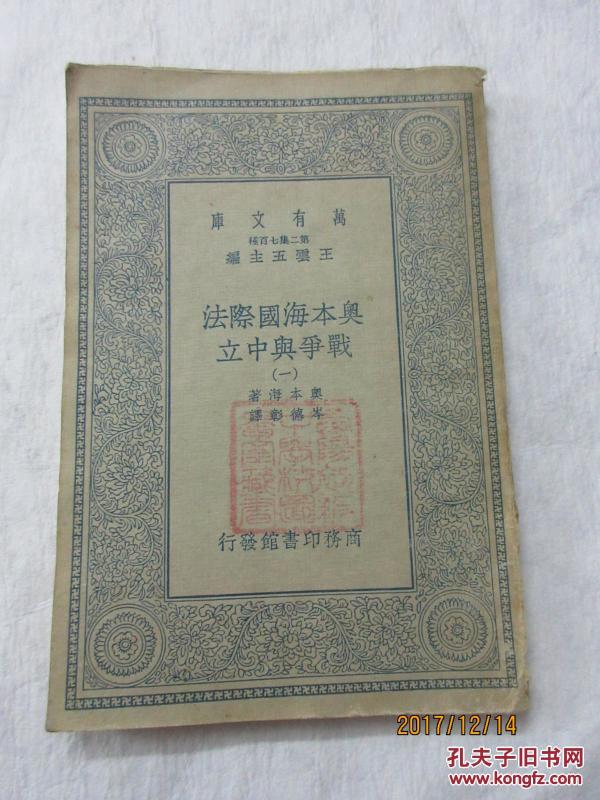 萬有文庫
第二集七百種
王雲五主編
奧本海國際法
戰爭與中立
(一)
奧本海著
岑德彰譯
商務印書館發行
2017/12/14
孔夫子旧书网
www.kongfz.com